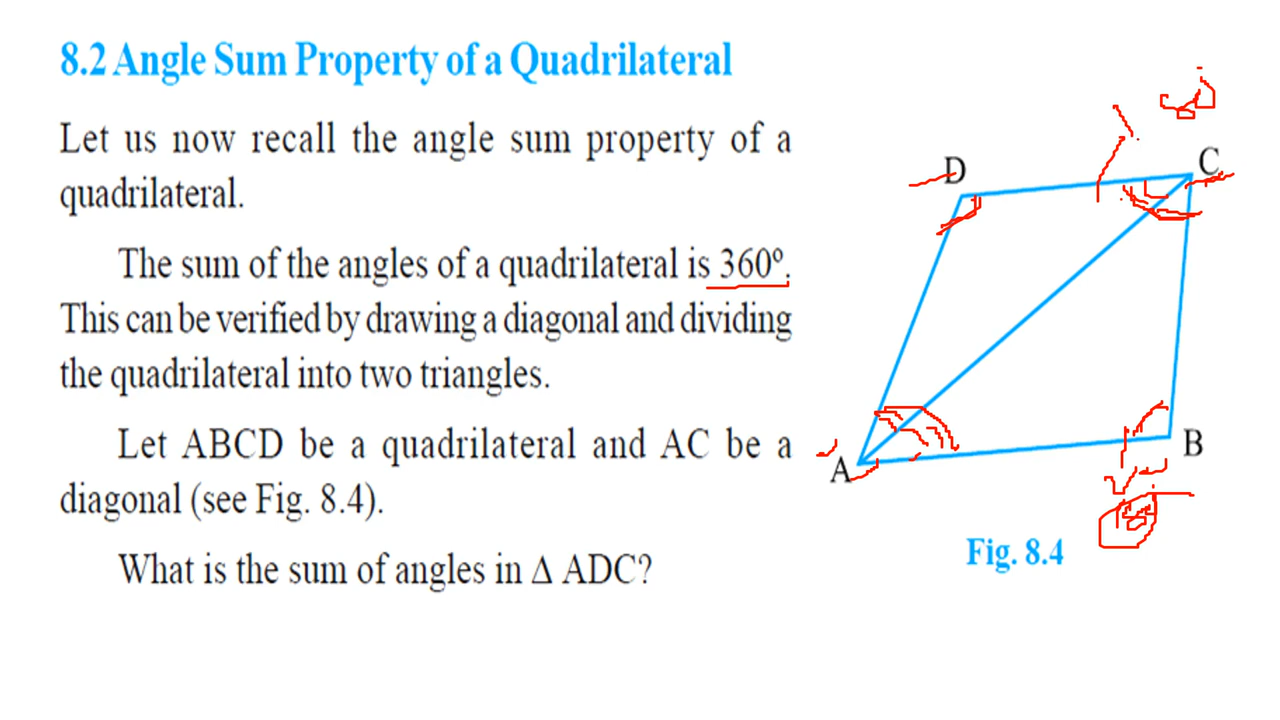 8.2 Angle Sum Property of a Quadrilateral
Let us now recall the angle sum property of a
quadrilateral.
The sum of the angles of a quadrilateral is 360º.
This can be verified by drawing a diagonal and dividing
the quadrilateral into two triangles.
Let ABCD be a quadrilateral and AC be a
diagonal (see Fig. 8.4).
What is the sum of angles in Δ ADC?
D
C
A
B
Fig. 8.4